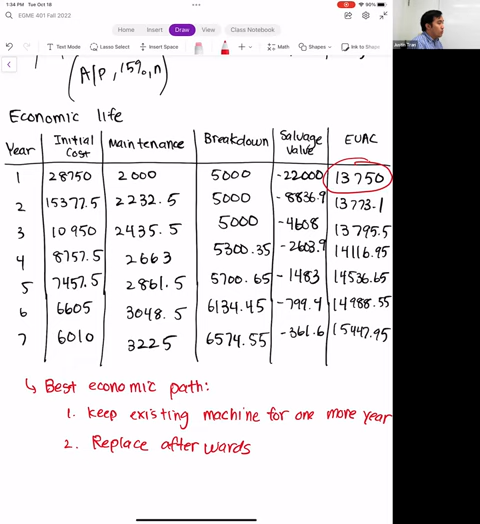 1:34 PM Tue Oct 18
90%
EGME 401 Fall 2022
Home Insert Draw View Class Notebook
Text Mode Lasso Select Insert Space Math Shapes Ink to Shape
(A/P, 15%, n)
Economic life
Year Initial Cost Maintenance Breakdown Salvage Value EUAC
1 28750 2000 5000 -22000 13750
2 15377.5 2232.5 5000 -8836.9 13773.1
3 10950 2435.5 5000 -4608 13795.5
4 8757.5 2663 5300.35 -2603.9 14116.95
5 7457.5 2861.5 5700.65 -1483 14536.65
6 6605 3048.5 6134.45 -799.4 14988.55
7 6010 3225 6574.55 -361.6 15447.95
↳ Best economic path:
1. Keep existing machine for one more year
2. Replace after wards